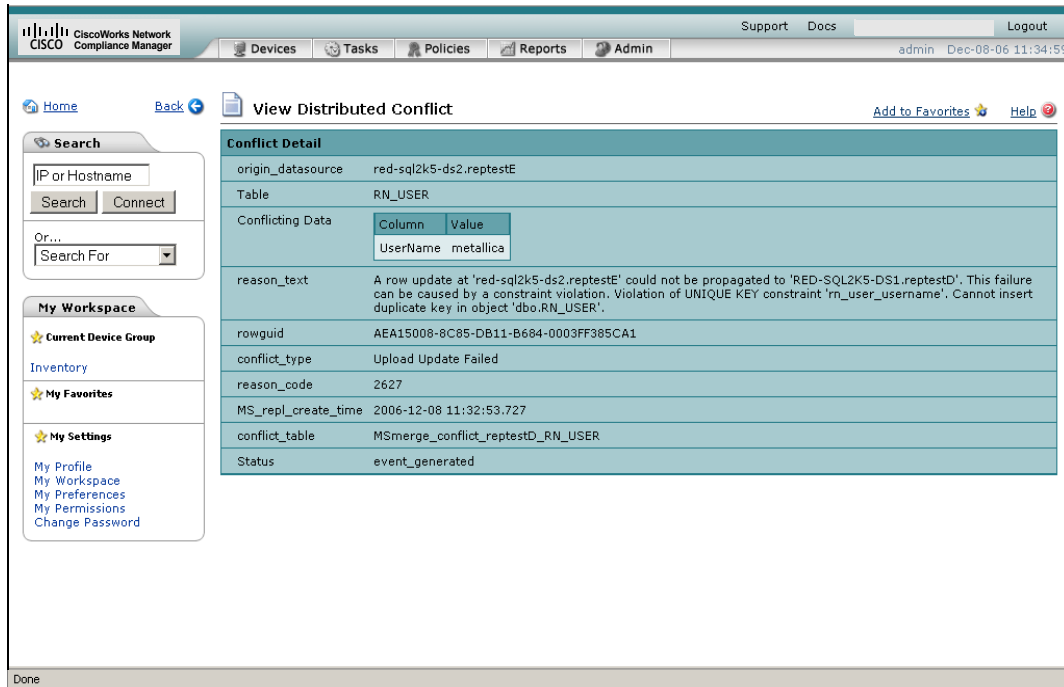 Support Docs Logout
CISCO CiscoWorks Network
Compliance Manager
Devices Tasks Policies Reports Admin
admin Dec-08-06 11:34:59
Home Back
View Distributed Conflict
Add to Favorites Help
Search
IP or Hostname
Search Connect
Or...
Search For
My Workspace
Current Device Group
Inventory
My Favorites
My Settings
My Profile
My Workspace
My Preferences
My Permissions
Change Password
Conflict Detail
origin_datasource red-sql2k5-ds2.reptestE
Table RN_USER
Conflicting Data
Column Value
UserName metallica
reason_text A row update at 'red-sql2k5-ds2.reptestE' could not be propagated to 'RED-SQL2K5-DS1.reptestD'. This failure
can be caused by a constraint violation. Violation of UNIQUE KEY constraint 'rn_user_username'. Cannot insert
duplicate key in object 'dbo.RN_USER'.
rowguid AEA15008-8C85-DB11-B684-0003FF385CA1
conflict_type Upload Update Failed
reason_code 2627
MS_repl_create_time 2006-12-08 11:32:53.727
conflict_table MSmerge_conflict_reptestD_RN_USER
Status event_generated
Done